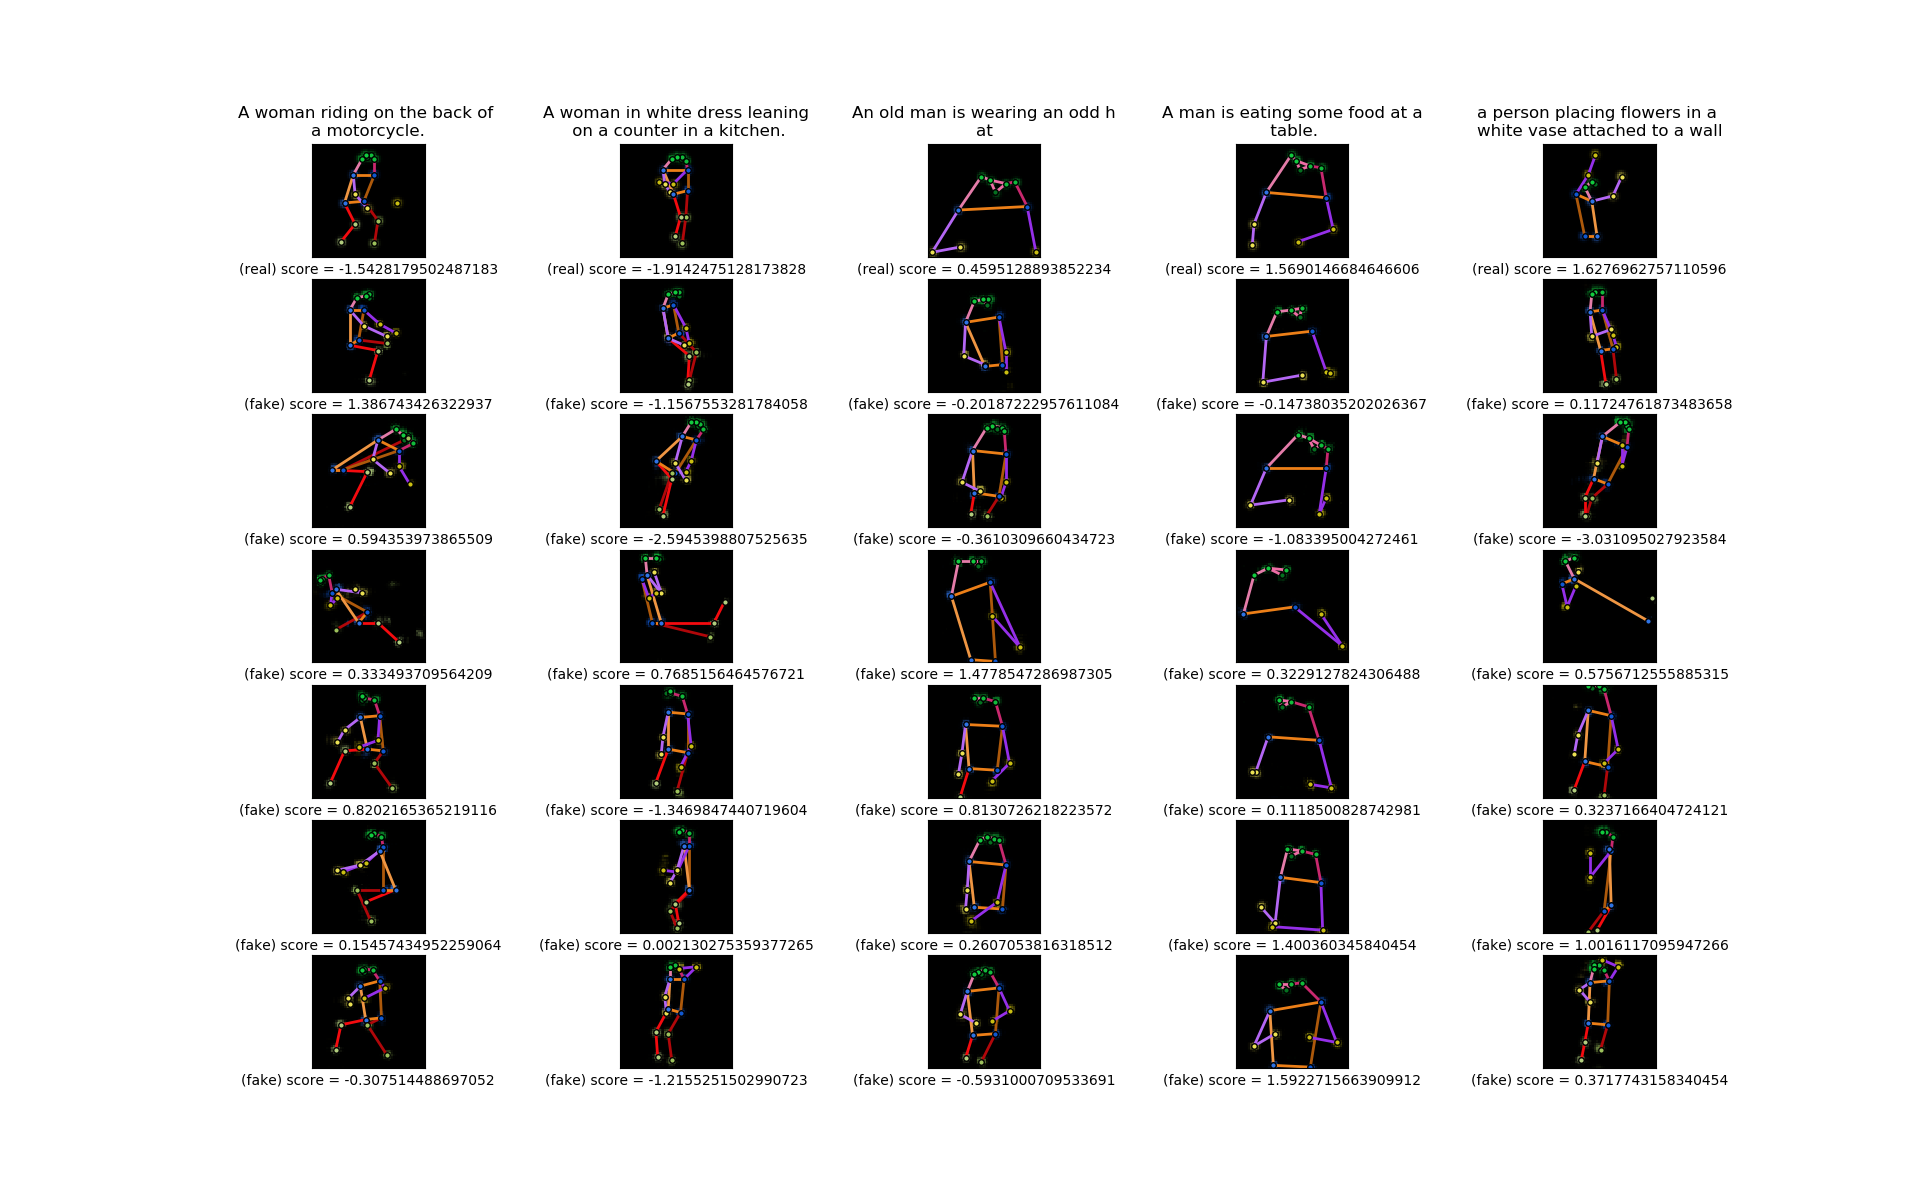 A woman riding on the back of
a motorcycle.
A woman in white dress leaning
on a counter in a kitchen.
An old man is wearing an odd h
at
A man is eating some food at a
table.
a person placing flowers in a
white vase attached to a wall
(real) score = -1.5428179502487183
(real) score = -1.9142475128173828
(real) score = 0.4595128893852234
(real) score = 1.5690146684646606
(real) score = 1.6276962757110596
(fake) score = 1.386743426322937
(fake) score = -1.1567553281784058
(fake) score = -0.20187222957611084
(fake) score = -0.14738035202026367
(fake) score = 0.11724761873483658
(fake) score = 0.594353973865509
(fake) score = -2.5945398807525635
(fake) score = -0.3610309660434723
(fake) score = -1.083395004272461
(fake) score = -3.031095027923584
(fake) score = 0.333493709564209
(fake) score = 0.7685156464576721
(fake) score = 1.4778547286987305
(fake) score = 0.3229127824306488
(fake) score = 0.5756712555885315
(fake) score = 0.8202165365219116
(fake) score = -1.3469847440719604
(fake) score = 0.8130726218223572
(fake) score = 0.1118500828742981
(fake) score = 0.3237166404724121
(fake) score = 0.15457434952259064
(fake) score = 0.002130275359377265
(fake) score = 0.2607053816318512
(fake) score = 1.400360345840454
(fake) score = 1.0016117095947266
(fake) score = -0.307514488697052
(fake) score = -1.2155251502990723
(fake) score = -0.5931000709533691
(fake) score = 1.5922715663909912
(fake) score = 0.3717743158340454